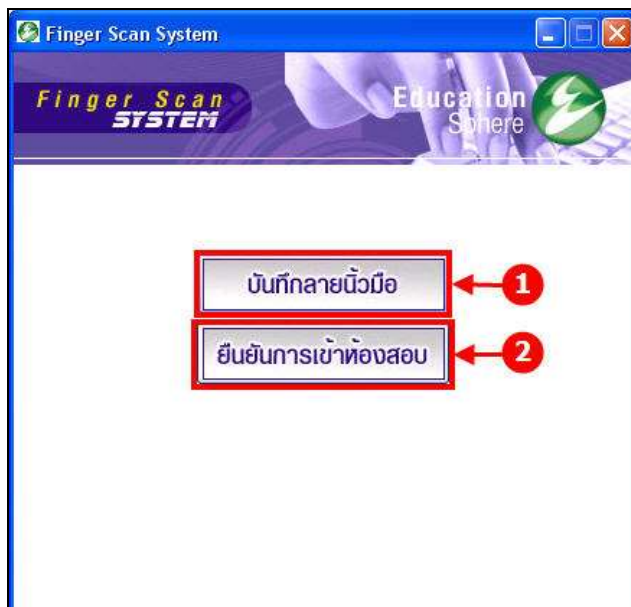 Finger Scan System
Finger Scan
SYSTEM
Education
Sphere
บันทึกลายนิ้วมือ
1
ยืนยันการเข้าห้องสอบ
2